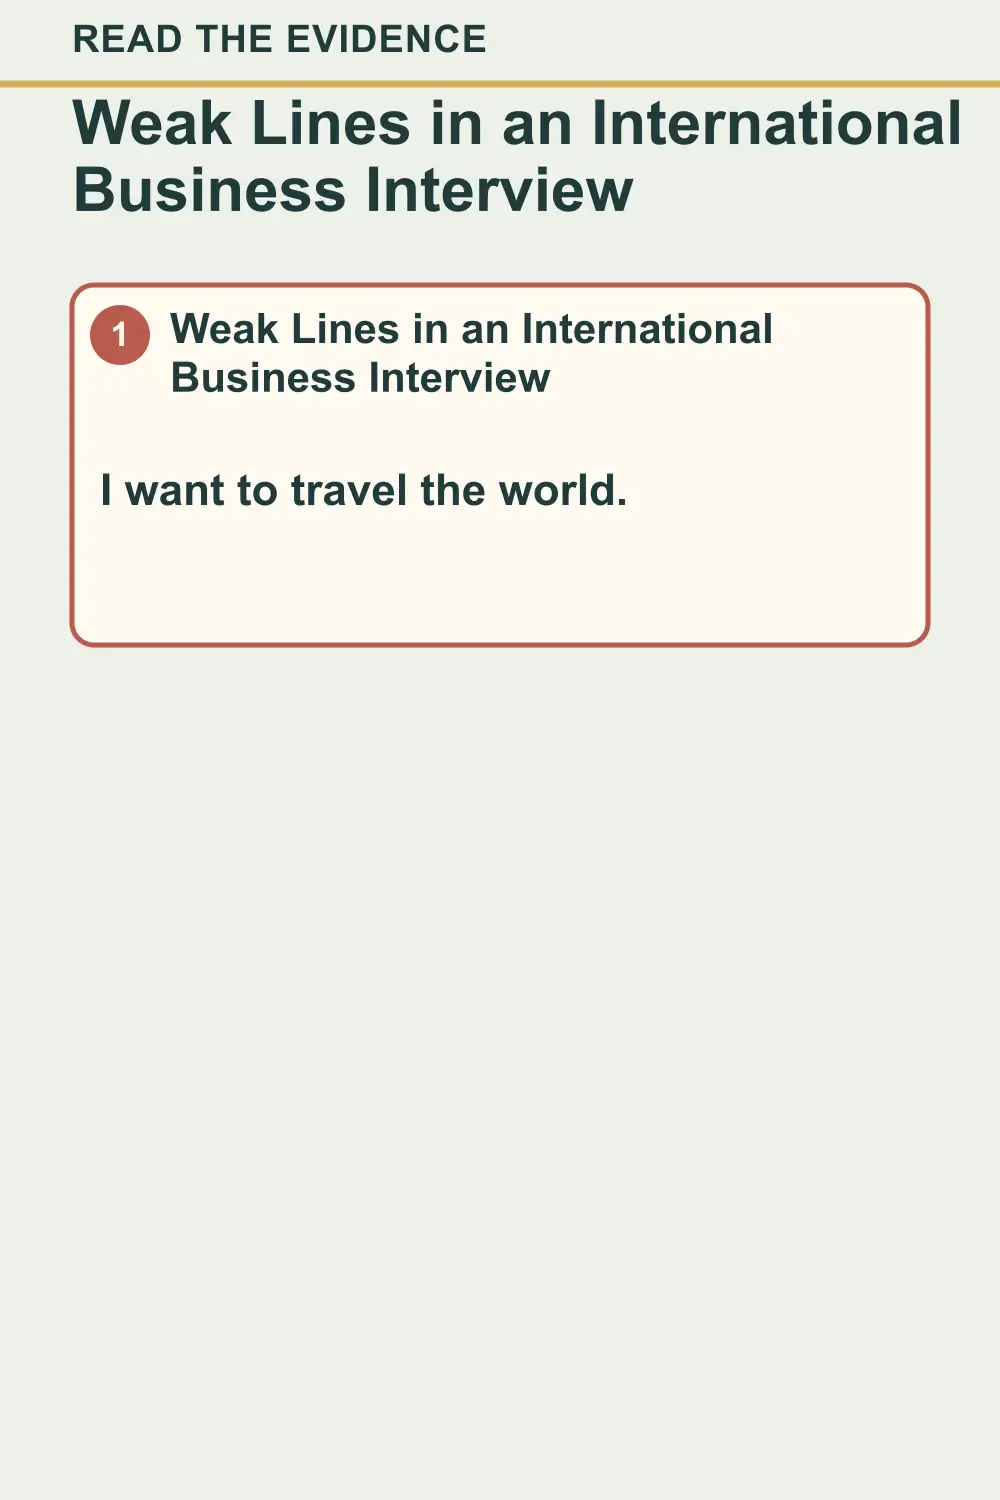 READ THE EVIDENCE
Weak Lines in an International
Business Interview
1
Weak Lines in an International
Business Interview
I want to travel the world.